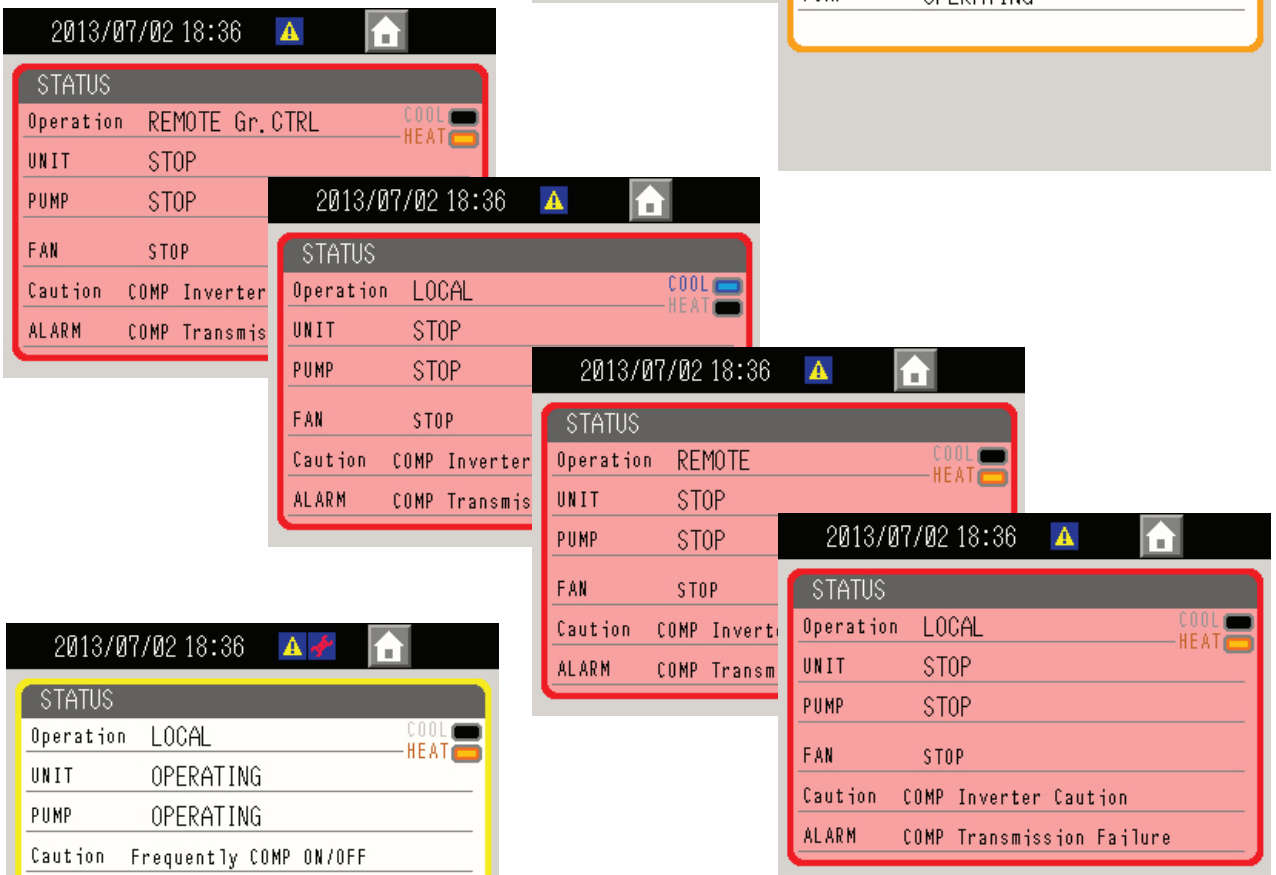 OPERATING
2013/07/02 18:36
STATUS
Operation REMOTE Gr.CTRL COOL
HEAT
UNIT STOP
PUMP STOP
FAN STOP
Caution COMP Inverter
ALARM COMP
2013/07/02 18:36
STATUS
Operation LOCAL COOL
HEAT
UNIT STOP
PUMP STOP
FAN STOP
Caution COMP Inverter
ALARM COMP
2013/07/02 18:36
STATUS
Operation REMOTE COOL
HEAT
UNIT STOP
PUMP STOP
FAN STOP
Caution COMP
ALARM COMP
2013/07/02 18:36
STATUS
Operation LOCAL COOL
HEAT
UNIT STOP
PUMP STOP
FAN STOP
Caution COMP Inverter Caution
ALARM COMP Transmission Failure
2013/07/02 18:36
STATUS
Operation LOCAL COOL
HEAT
UNIT OPERATING
PUMP OPERATING
Caution Frequently COMP ON/OFF